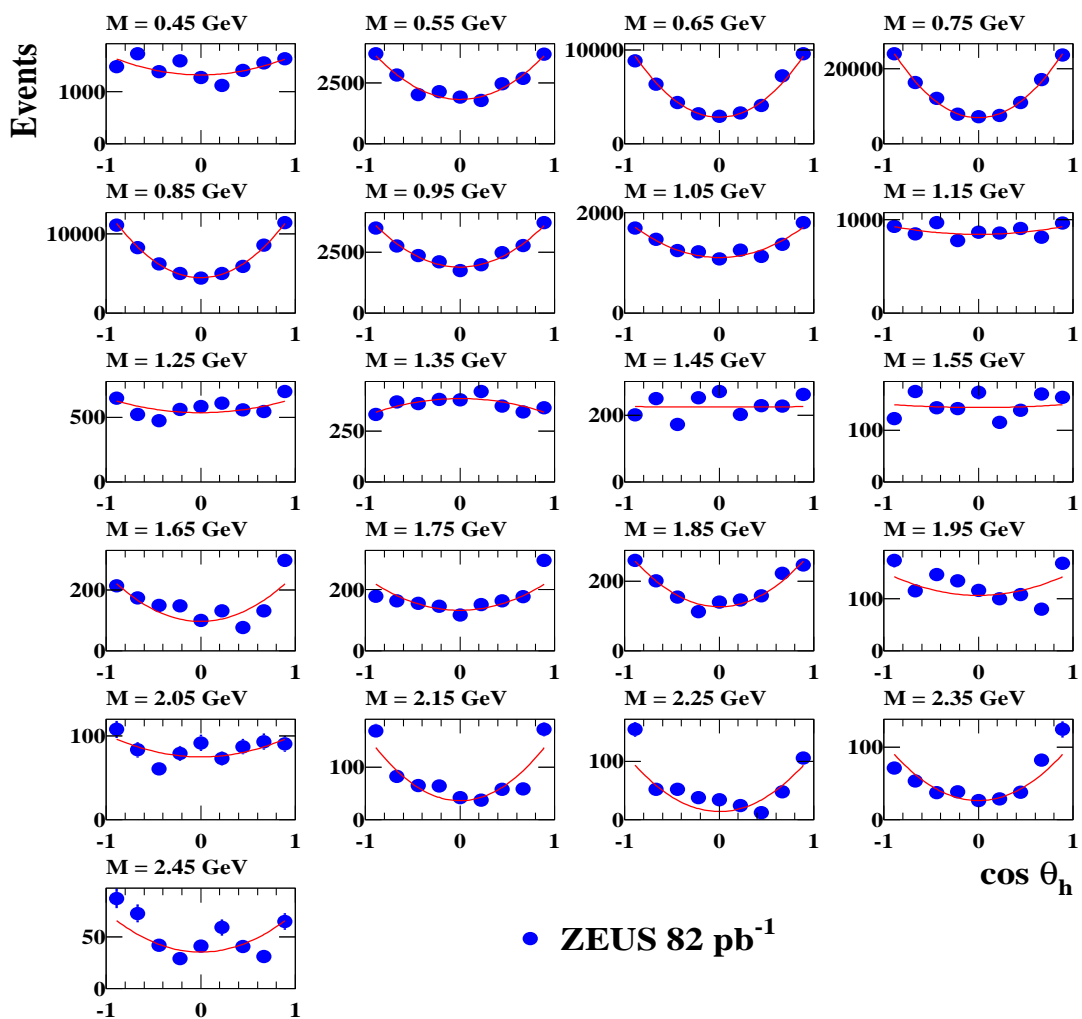 Events
M = 0.45 GeV M = 0.55 GeV M = 0.65 GeV M = 0.75 GeV
1000 2500 10000 20000
0 0 0 0
-1 0 1 -1 0 1 -1 0 1 -1 0 1
M = 0.85 GeV M = 0.95 GeV M = 1.05 GeV M = 1.15 GeV
10000 2500 2000 1000
0 0 0 0
-1 0 1 -1 0 1 -1 0 1 -1 0 1
M = 1.25 GeV M = 1.35 GeV M = 1.45 GeV M = 1.55 GeV
500 250 200 100
0 0 0 0
-1 0 1 -1 0 1 -1 0 1 -1 0 1
M = 1.65 GeV M = 1.75 GeV M = 1.85 GeV M = 1.95 GeV
200 200 200 100
0 0 0 0
-1 0 1 -1 0 1 -1 0 1 -1 0 1
M = 2.05 GeV M = 2.15 GeV M = 2.25 GeV M = 2.35 GeV
100 100 100 100
0 0 0 0
-1 0 1 -1 0 1 -1 0 1 -1 0 1
M = 2.45 GeV
cos θ_h
50
0
-1 0 1
ZEUS 82 pb^-1